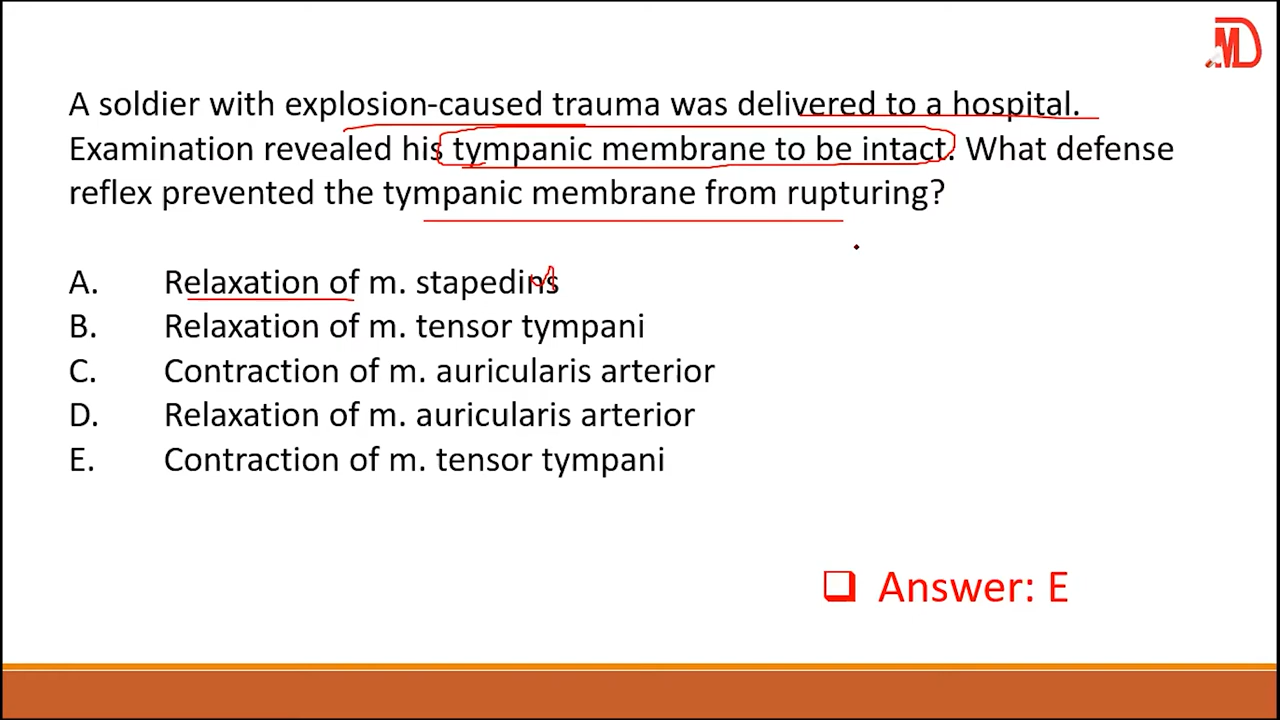 MD
A soldier with explosion-caused trauma was delivered to a hospital.
Examination revealed his tympanic membrane to be intact. What defense
reflex prevented the tympanic membrane from rupturing?
A. Relaxation of m. stapedins
B. Relaxation of m. tensor tympani
C. Contraction of m. auricularis arterior
D. Relaxation of m. auricularis arterior
E. Contraction of m. tensor tympani
Answer: E